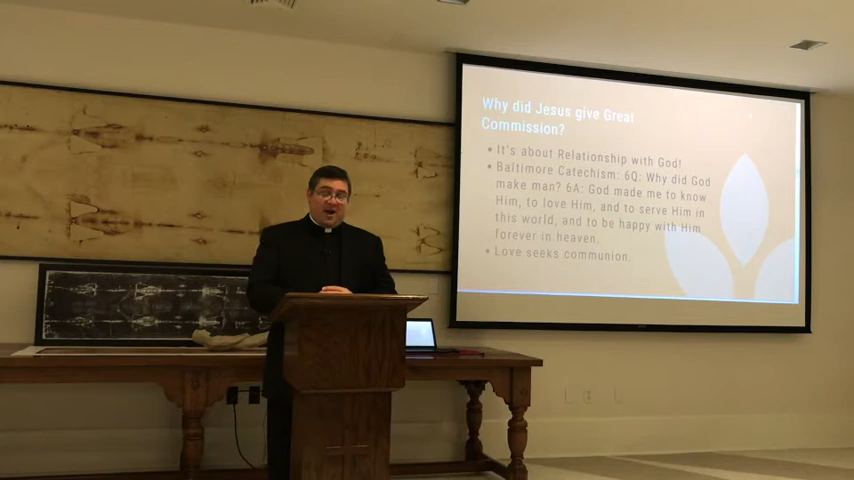 Why did Jesus give Great
Commission?
• It's about Relationship with God!
• Baltimore Catechism: 6Q: Why did God
make man? 6A: God made me to know
Him, to love Him, and to serve Him in
this world, and to be happy with Him
forever in heaven.
• Love seeks communion.